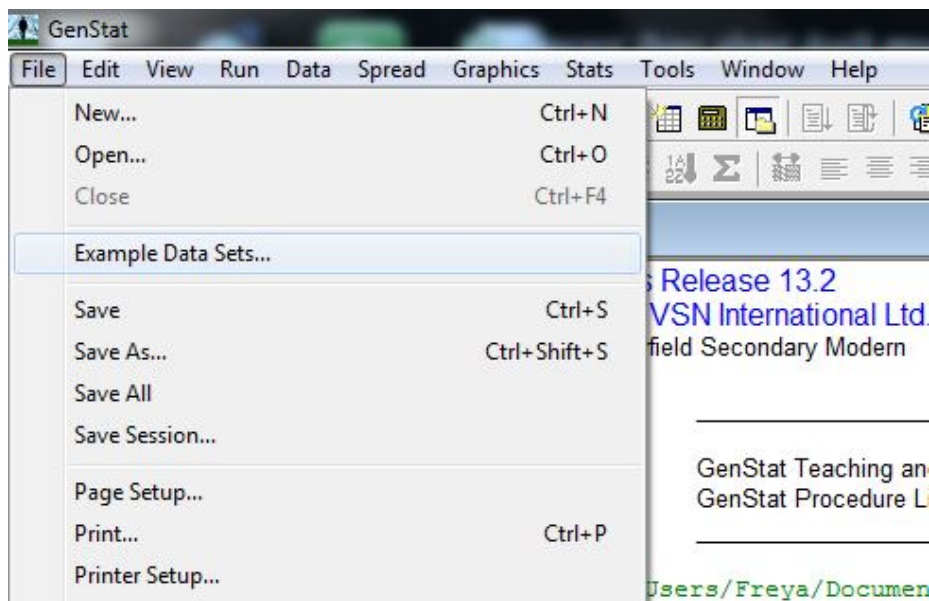 GenStat
File Edit View Run Data Spread Graphics Stats Tools Window Help
New... Ctrl+N
Open... Ctrl+O
Close Ctrl+F4
Example Data Sets...
Save Ctrl+S
Save As... Ctrl+Shift+S
Save All
Save Session...
Page Setup...
Print... Ctrl+P
Printer Setup...
Release 13.2
VSN International Ltd.
field Secondary Modern
GenStat Teaching an
GenStat Procedure Li
Users/Freya/Documen